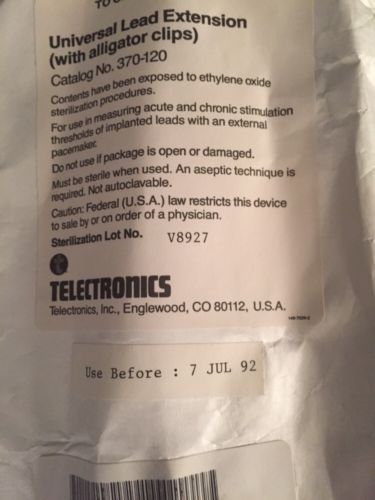 TO
Universal Lead Extension
(with alligator clips)
Catalog No. 370-120
Contents have been exposed to ethylene oxide
sterilization procedures.
For use in measuring acute and chronic stimulation
thresholds of implanted leads with an external
pacemaker.
Do not use if package is open or damaged.
Must be sterile when used. An aseptic technique is
required. Not autoclavable.
Caution: Federal (U.S.A.) law restricts this device
to sale by or on order of a physician.
Sterilization Lot No. V8927
TELECTRONICS
Telectronics, Inc., Englewood, CO 80112, U.S.A.
Use Before : 7 JUL 92